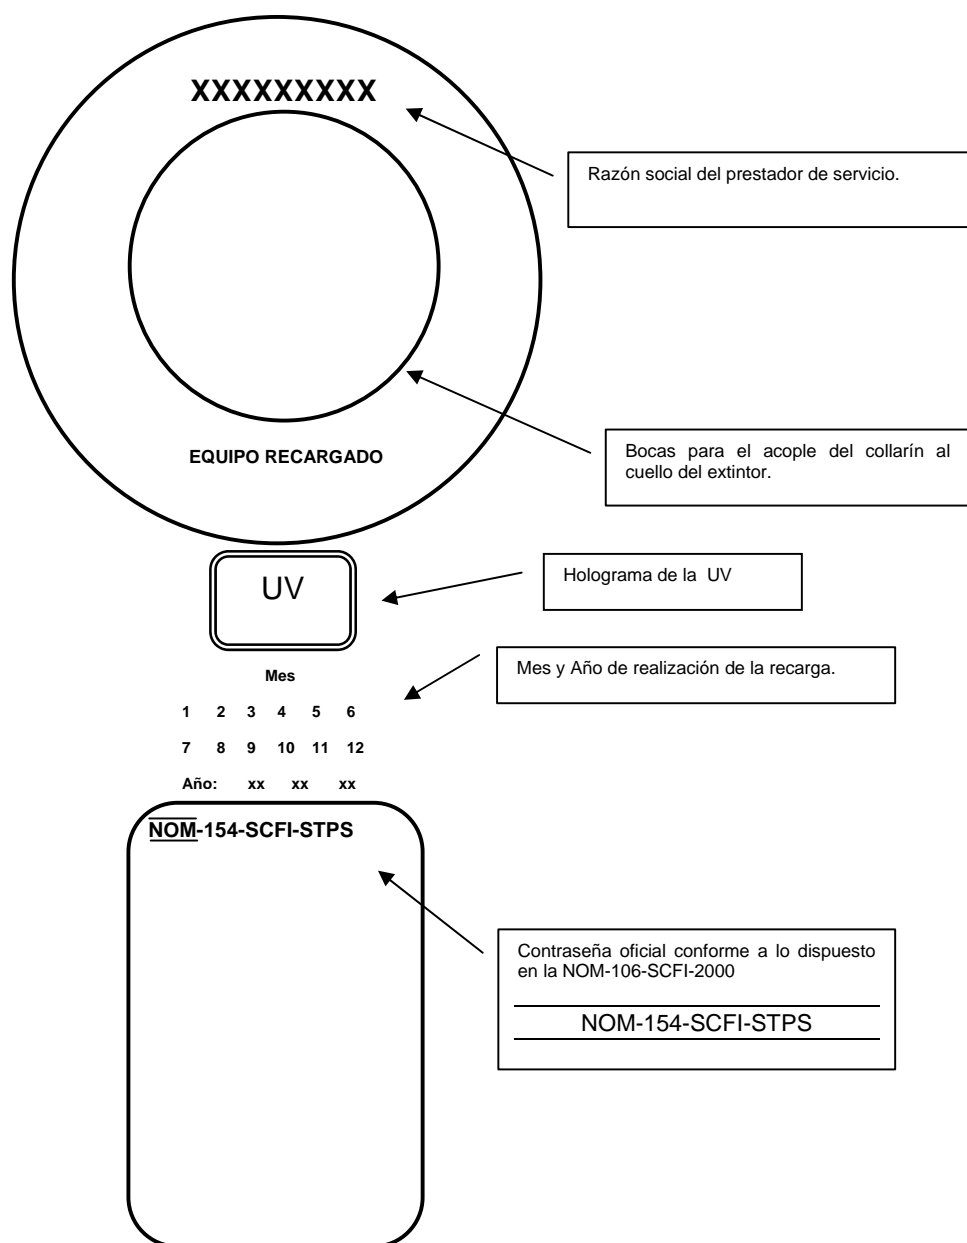 XXXXXXXXX
Razón social del prestador de servicio.
Bocas para el acople del collarín al
cuello del extintor.
EQUIPO RECARGADO
UV
Holograma de la UV
Mes
Mes y Año de realización de la recarga.
1 2 3 4 5 6
7 8 9 10 11 12
Año: xx xx xx
NOM-154-SCFI-STPS
Contraseña oficial conforme a lo dispuesto
en la NOM-106-SCFI-2000
NOM-154-SCFI-STPS